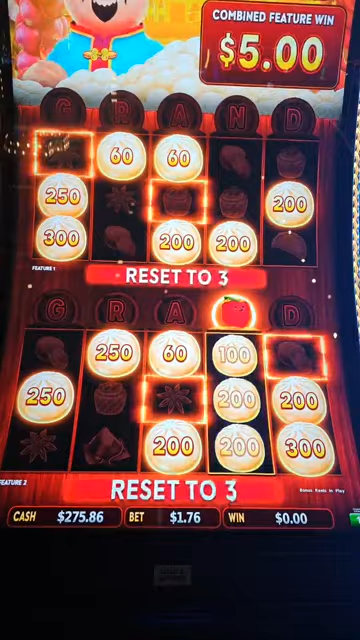 COMBINED FEATURE WIN
$5.00
G R A N D
60 60
250 200
300 200 200
FEATURE 1
RESET TO 3
G R A D
250 60 100
250 200 200
200 200 300
FEATURE 2
RESET TO 3
Bonus Reels In Play
CASH $275.86 BET $1.76 WIN $0.00